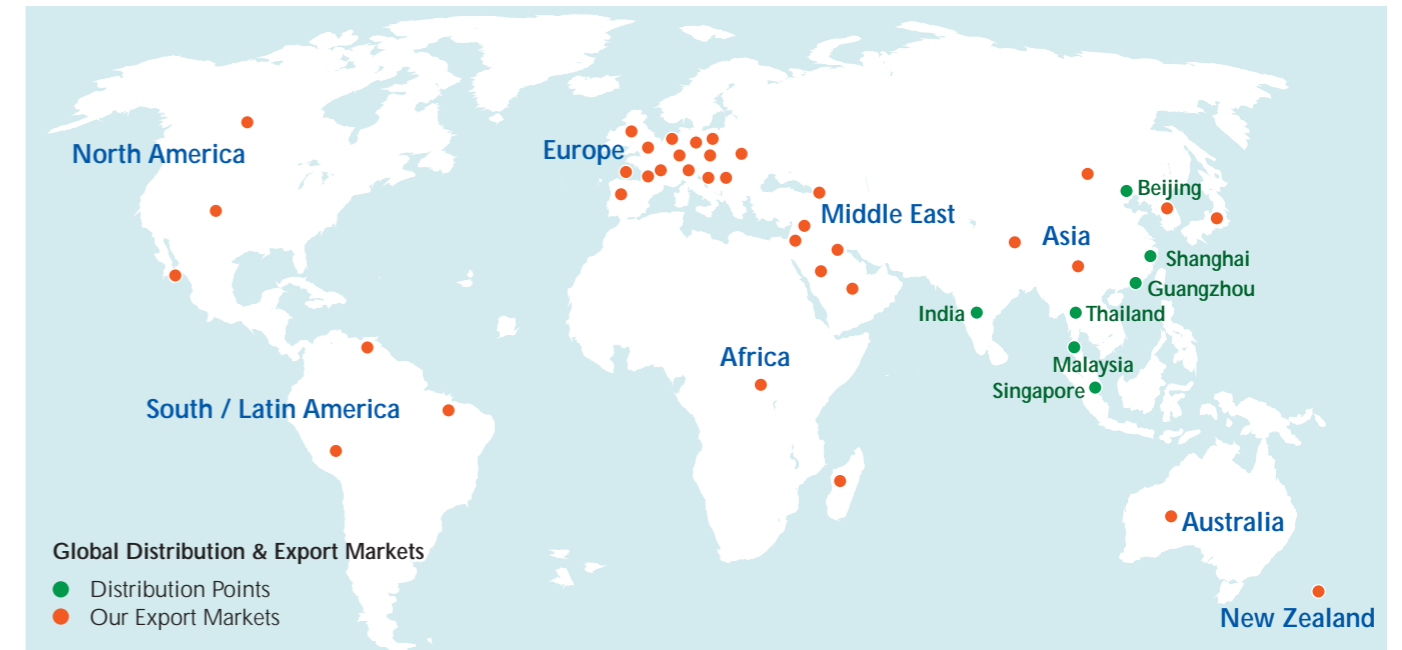 North America
Europe
Middle East
Asia
Beijing
Shanghai
Guangzhou
India
Thailand
Malaysia
Singapore
Africa
South / Latin America
Australia
New Zealand
Global Distribution & Export Markets
Distribution Points
Our Export Markets